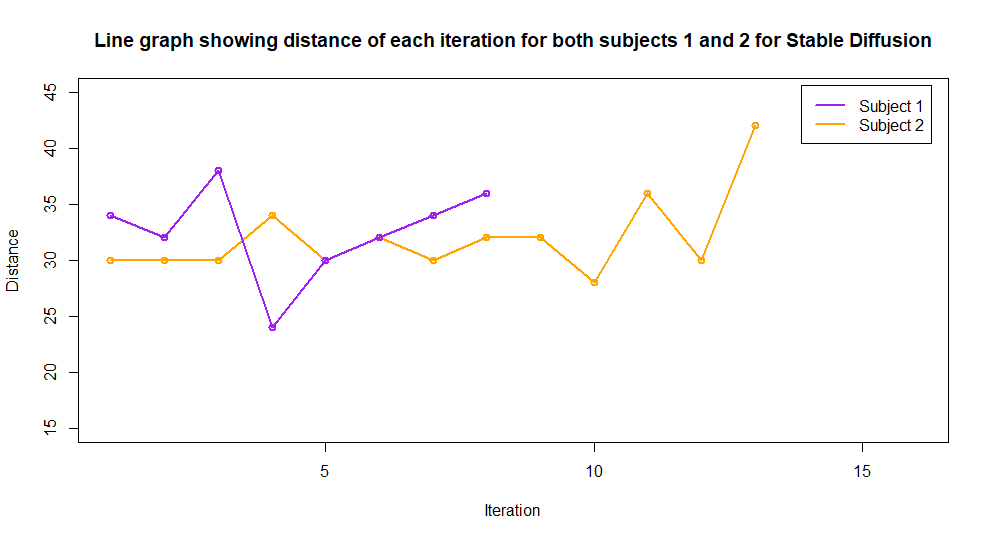 Line graph showing distance of each iteration for both subjects 1 and 2 for Stable Diffusion
Subject 1
Subject 2
Distance
45
40
35
30
25
20
15
5
10
15
Iteration